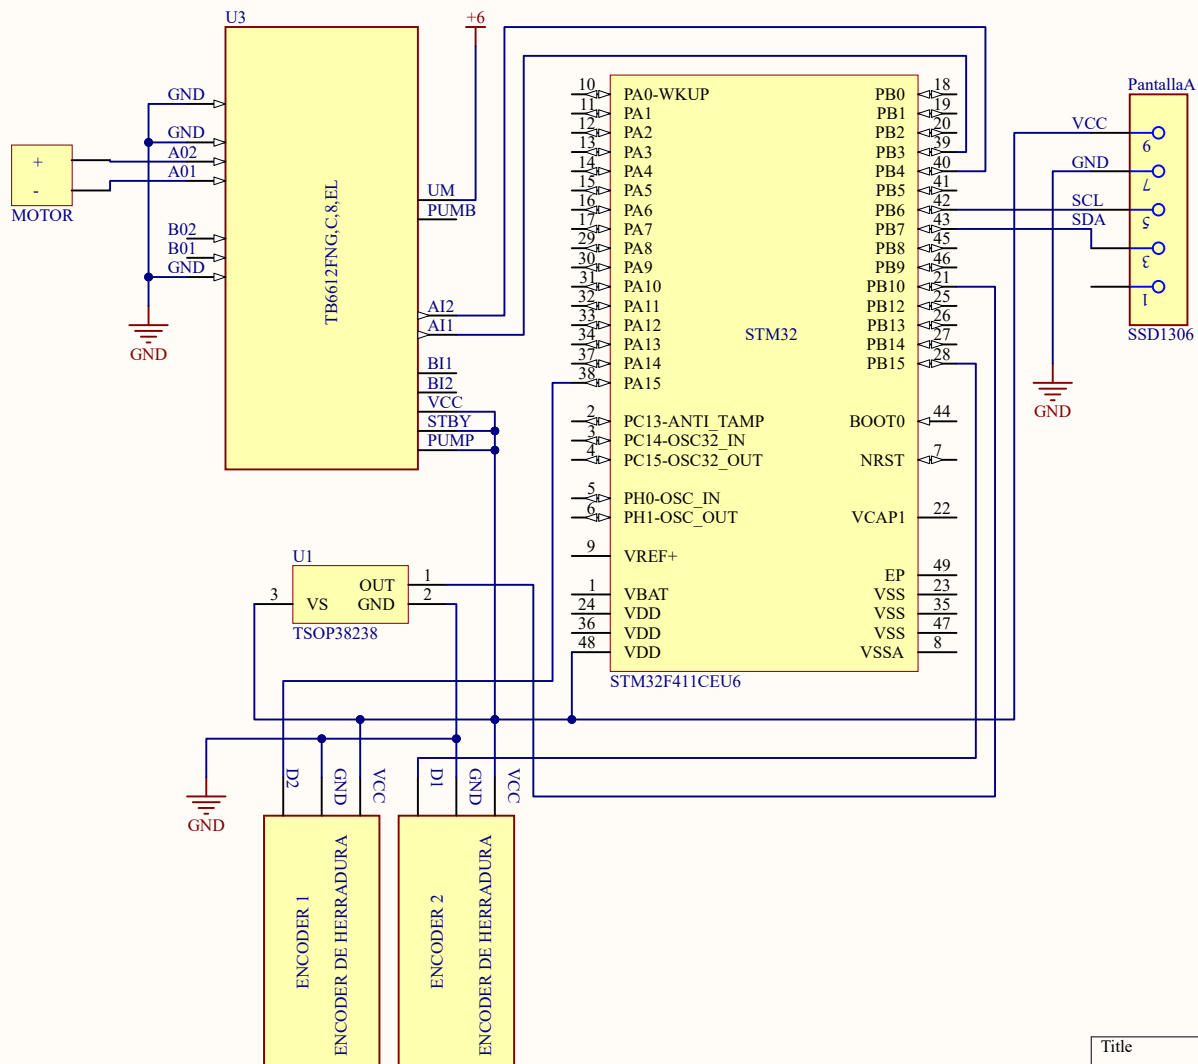 U3
+6
GND
GND
A02
A01
B02
B01
GND
TB6612FNG,C,8,EL
UM
PUMB
AI2
AI1
BI1
BI2
VCC
STBY
PUMP
+
-
MOTOR
GND
10 PA0-WKUP
11 PA1
12 PA2
13 PA3
14 PA4
15 PA5
16 PA6
17 PA7
29 PA8
30 PA9
31 PA10
32 PA11
33 PA12
34 PA13
37 PA14
38 PA15
2 PC13-ANTI_TAMP
3 PC14-OSC32_IN
4 PC15-OSC32_OUT
5 PH0-OSC_IN
6 PH1-OSC_OUT
9 VREF+
1 VBAT
24 VDD
36 VDD
48 VDD
STM32
PB0 18
PB1 19
PB2 20
PB3 39
PB4 40
PB5 41
PB6 42
PB7 43
PB8 45
PB9 46
PB10 21
PB12 25
PB13 26
PB14 27
PB15 28
BOOT0 44
NRST 7
VCAP1 22
EP 49
VSS 23
VSS 35
VSS 47
VSSA 8
STM32F411CEU6
PantallaA
VCC 9
GND 7
SCL 5
SDA 3
1
SSD1306
GND
U1
OUT 1
3 VS GND 2
TSOP38238
GND
D2
GND
VCC
D1
GND
VCC
ENCODER 1
ENCODER DE HERRADURA
ENCODER 2
ENCODER DE HERRADURA
Title